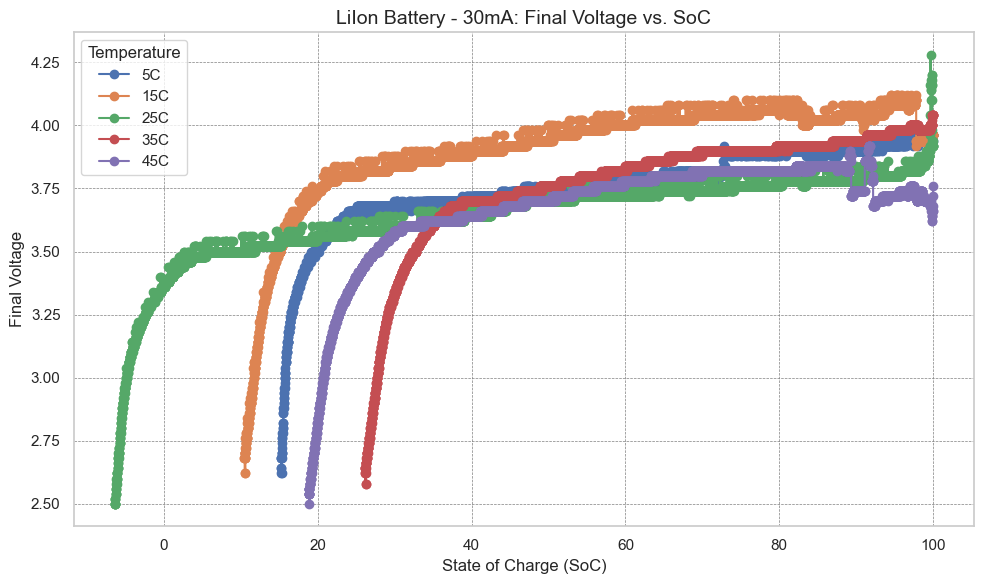 LiIon Battery - 30mA: Final Voltage vs. SoC
Temperature
5C
15C
25C
35C
45C
Final Voltage
4.25
4.00
3.75
3.50
3.25
3.00
2.75
2.50
0
20
40
60
80
100
State of Charge (SoC)